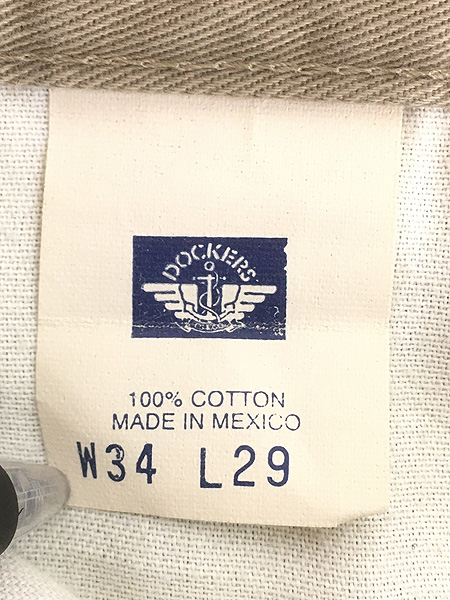 DOCKERS
100% COTTON
MADE IN MEXICO
W34 L29